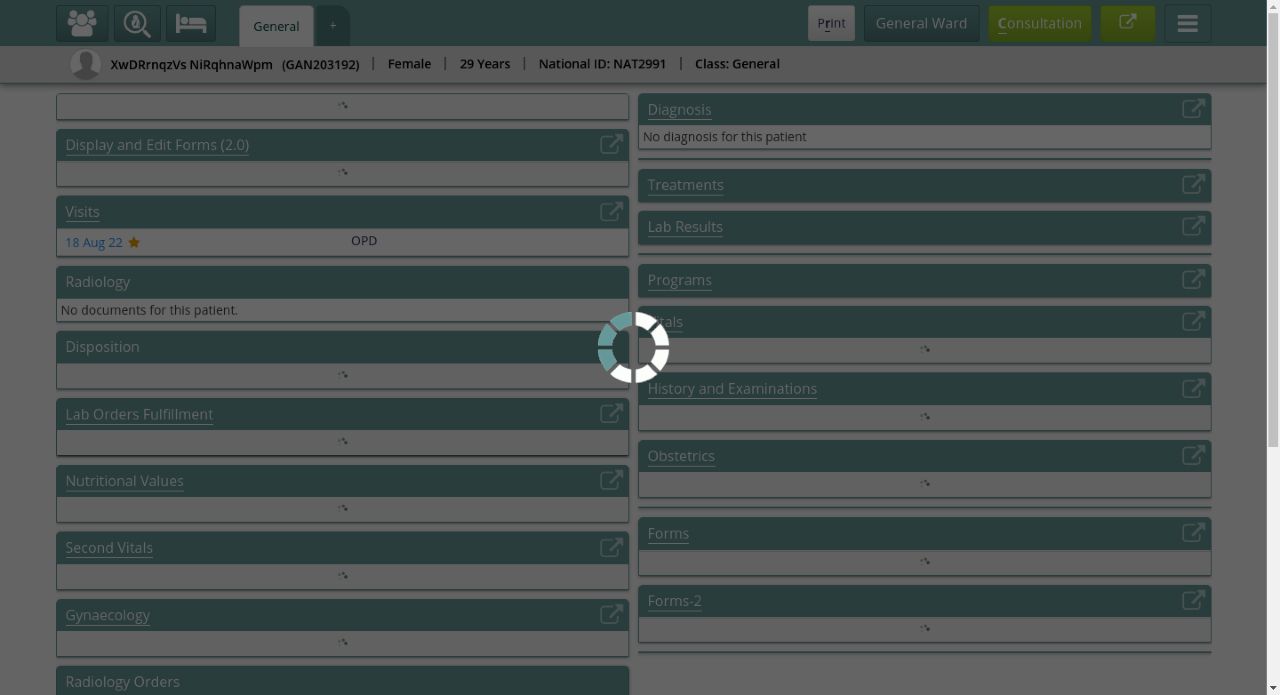 General
+
Print
General Ward
Consultation
XwDRrnqzVs NiRqhnaWpm (GAN203192) | Female | 29 Years | National ID: NAT2991 | Class: General
Display and Edit Forms (2.0)
Visits
18 Aug 22
OPD
Radiology
No documents for this patient.
Disposition
Lab Orders Fulfillment
Nutritional Values
Second Vitals
Gynaecology
Radiology Orders
Diagnosis
No diagnosis for this patient
Treatments
Lab Results
Programs
Vitals
History and Examinations
Obstetrics
Forms
Forms-2